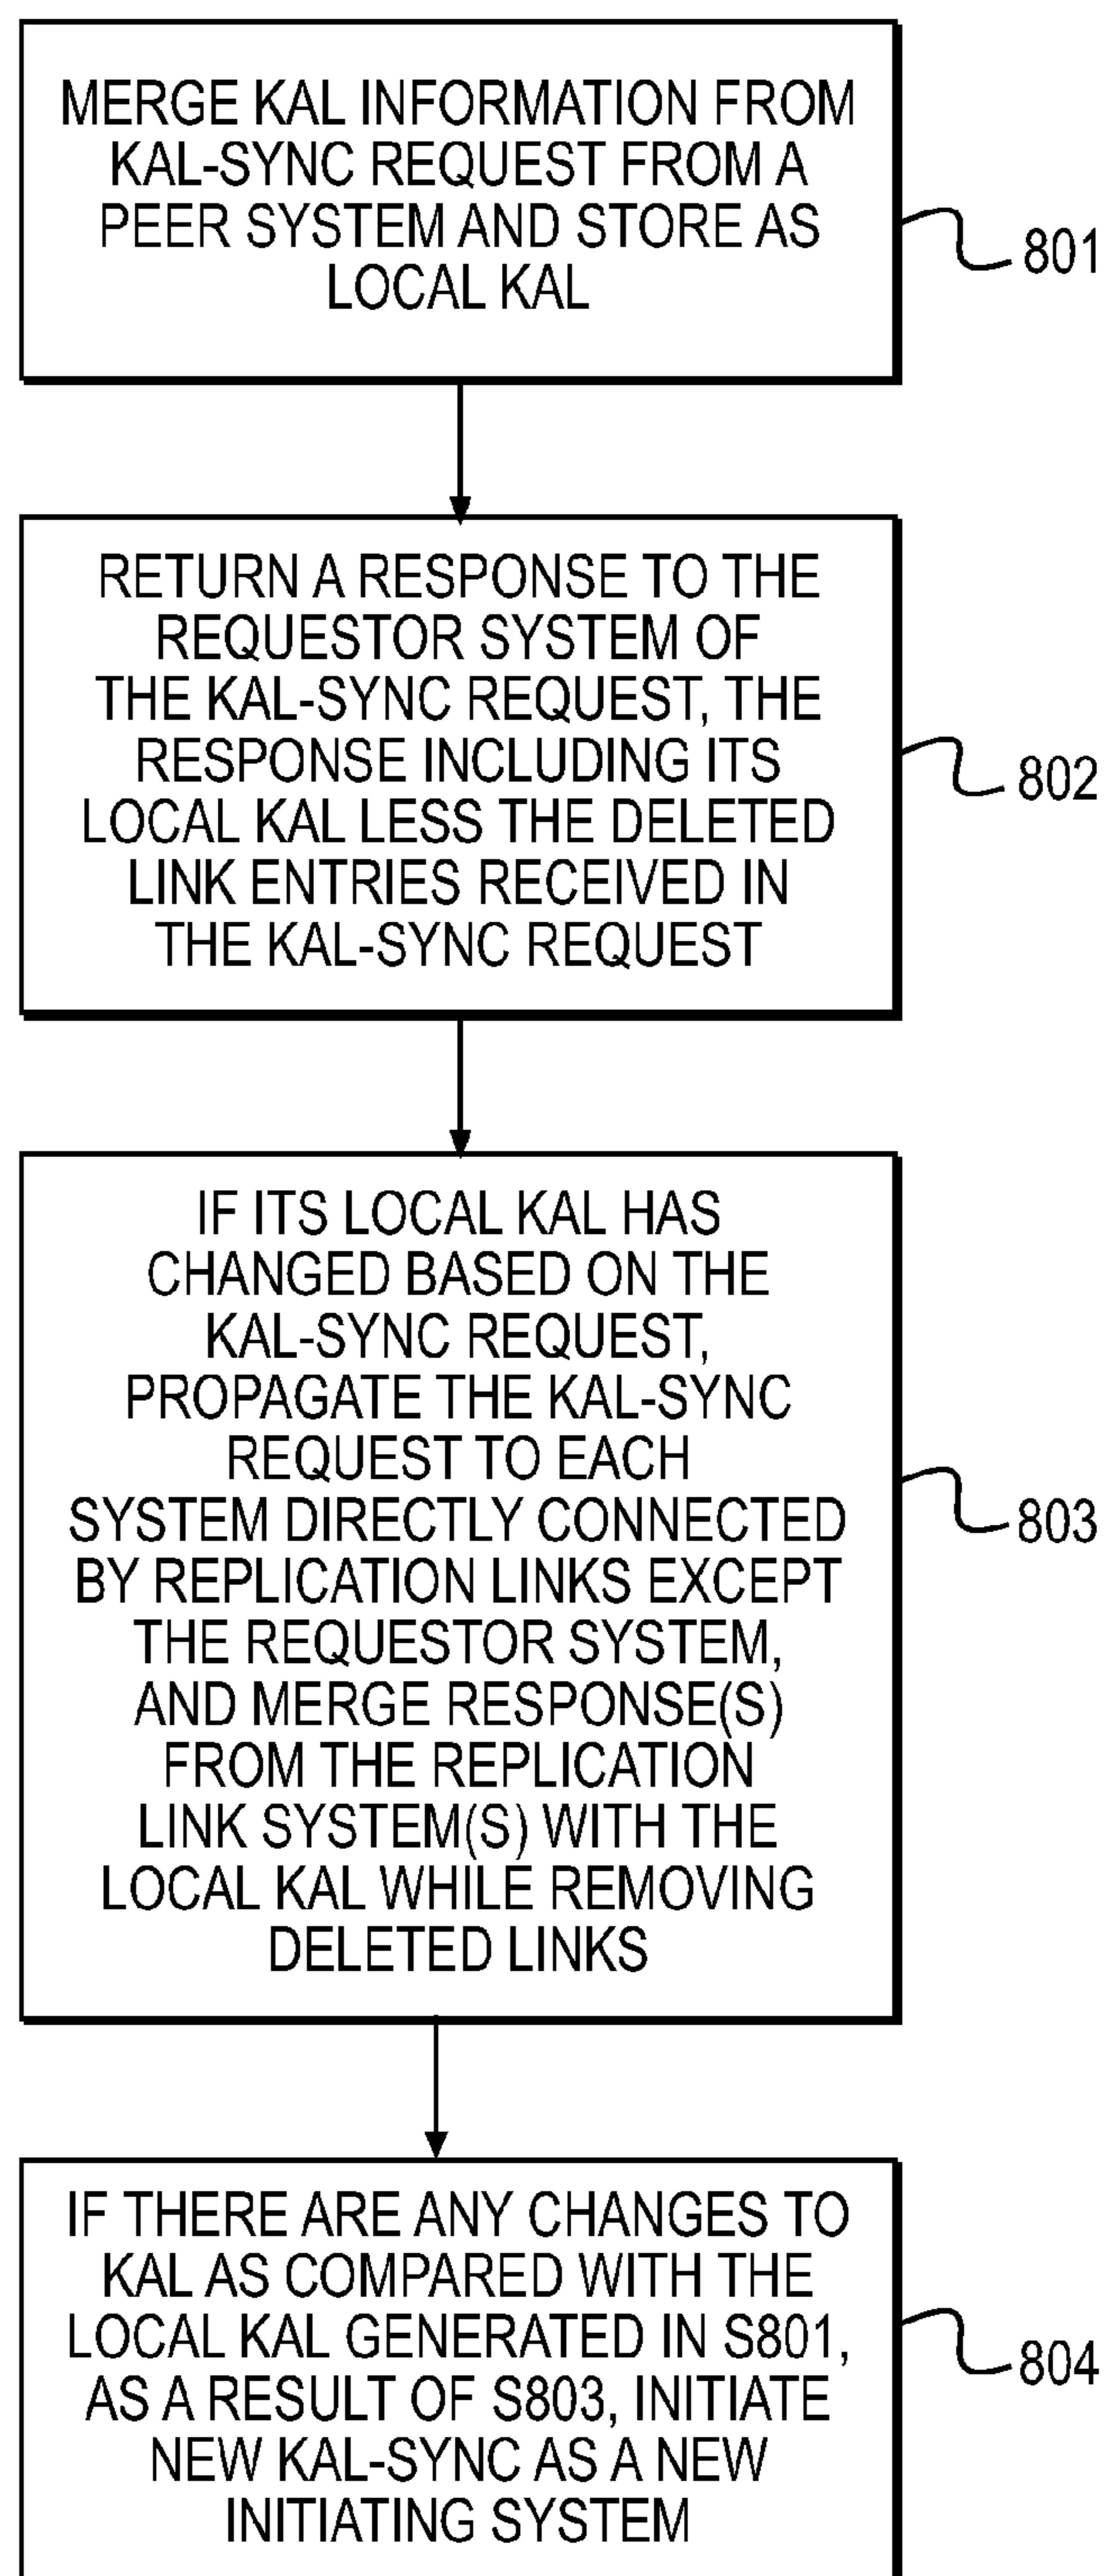 MERGE KAL INFORMATION FROM
KAL-SYNC REQUEST FROM A
PEER SYSTEM AND STORE AS
LOCAL KAL
801
RETURN A RESPONSE TO THE
REQUESTOR SYSTEM OF
THE KAL-SYNC REQUEST, THE
RESPONSE INCLUDING ITS
LOCAL KAL LESS THE DELETED
LINK ENTRIES RECEIVED IN
THE KAL-SYNC REQUEST
802
IF ITS LOCAL KAL HAS
CHANGED BASED ON THE
KAL-SYNC REQUEST,
PROPAGATE THE KAL-SYNC
REQUEST TO EACH
SYSTEM DIRECTLY CONNECTED
BY REPLICATION LINKS EXCEPT
THE REQUESTOR SYSTEM,
AND MERGE RESPONSE(S)
FROM THE REPLICATION
LINK SYSTEM(S) WITH THE
LOCAL KAL WHILE REMOVING
DELETED LINKS
803
IF THERE ARE ANY CHANGES TO
KAL AS COMPARED WITH THE
LOCAL KAL GENERATED IN S801,
AS A RESULT OF S803, INITIATE
NEW KAL-SYNC AS A NEW
INITIATING SYSTEM
804